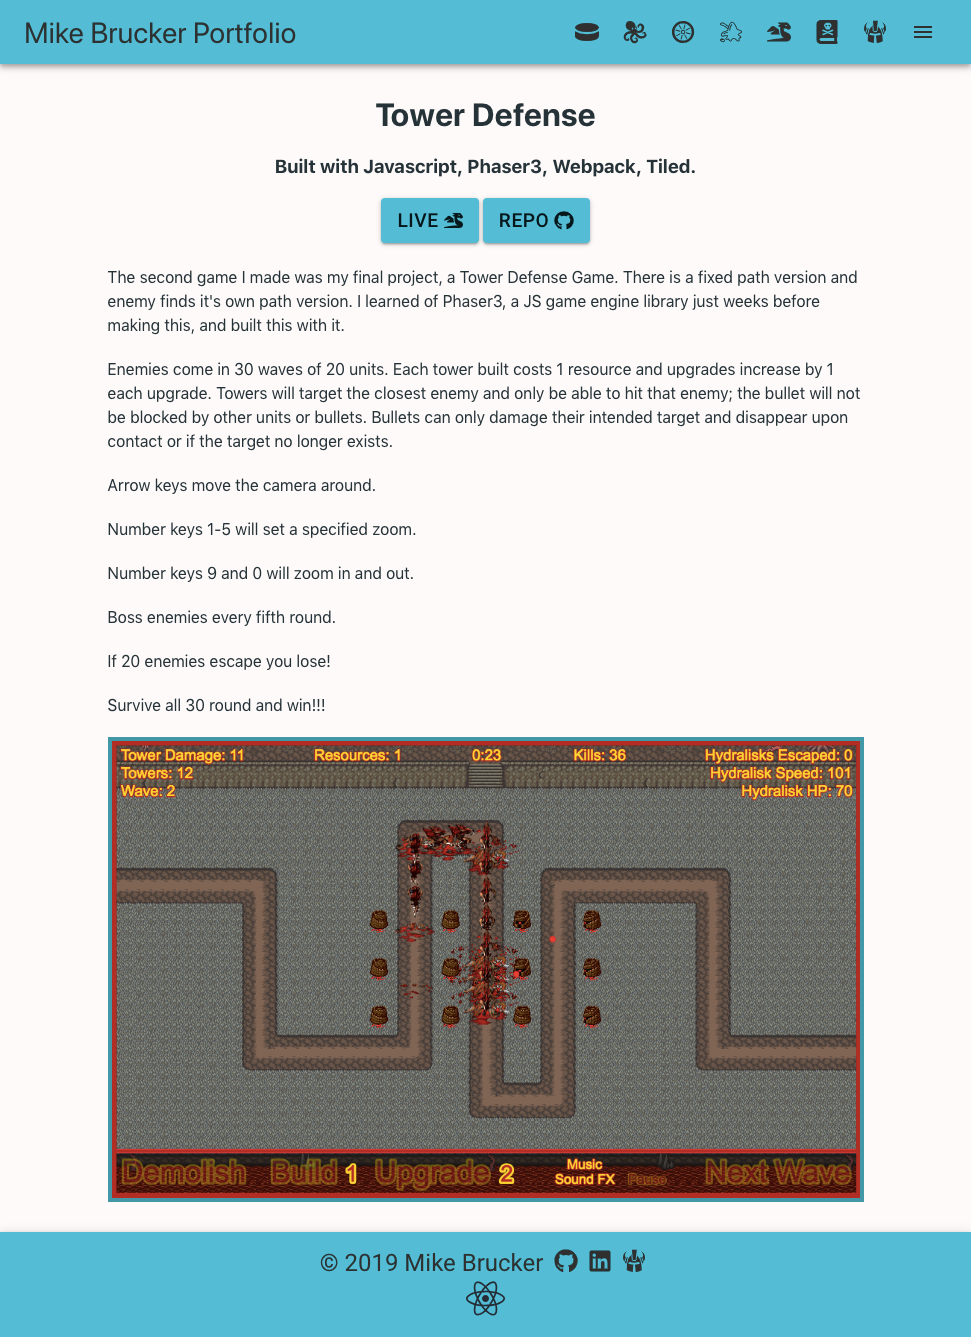 Mike Brucker Portfolio
Tower Defense
Built with Javascript, Phaser3, Webpack, Tiled.
LIVE REPO
The second game I made was my final project, a Tower Defense Game. There is a fixed path version and
enemy finds it's own path version. I learned of Phaser3, a JS game engine library just weeks before
making this, and built this with it.
Enemies come in 30 waves of 20 units. Each tower built costs 1 resource and upgrades increase by 1
each upgrade. Towers will target the closest enemy and only be able to hit that enemy; the bullet will not
be blocked by other units or bullets. Bullets can only damage their intended target and disappear upon
contact or if the target no longer exists.
Arrow keys move the camera around.
Number keys 1-5 will set a specified zoom.
Number keys 9 and 0 will zoom in and out.
Boss enemies every fifth round.
If 20 enemies escape you lose!
Survive all 30 round and win!!!
Tower Damage: 11 Resources: 1 0:23 Kills: 36 Hydralisks Escaped: 0
Towers: 12 Hydralisk Speed: 101
Wave: 2 Hydralisk HP: 70
Demolish Build 1 Upgrade 2 Music Next Wave
Sound FX Pause
© 2019 Mike Brucker